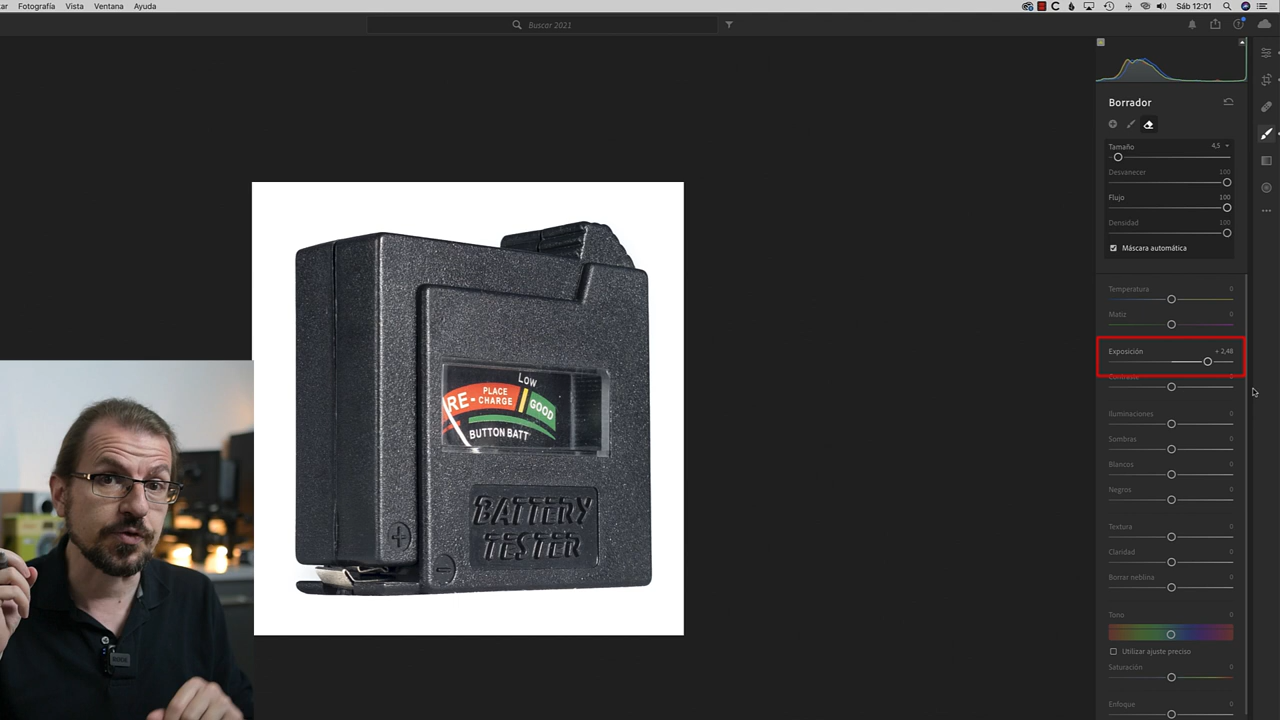 Fotografía Vista Ventana Ayuda
Sáb 12:01
Buscar 2021
Borrador
Tamaño 4,5
Desvanecer 100
Flujo 100
Densidad 100
Máscara automática
Temperatura 0
Matiz 0
Exposición + 2,48
Contraste 0
Iluminaciones 0
Sombras 0
Blancos 0
Negros 0
Textura 0
Claridad 0
Borrar neblina 0
Tono 0
Utilizar ajuste preciso
Saturación 0
Enfoque 0
LOW
RE-
PLACE
CHARGE
GOOD
BUTTON BATT
BATTERY
TESTER
+
-